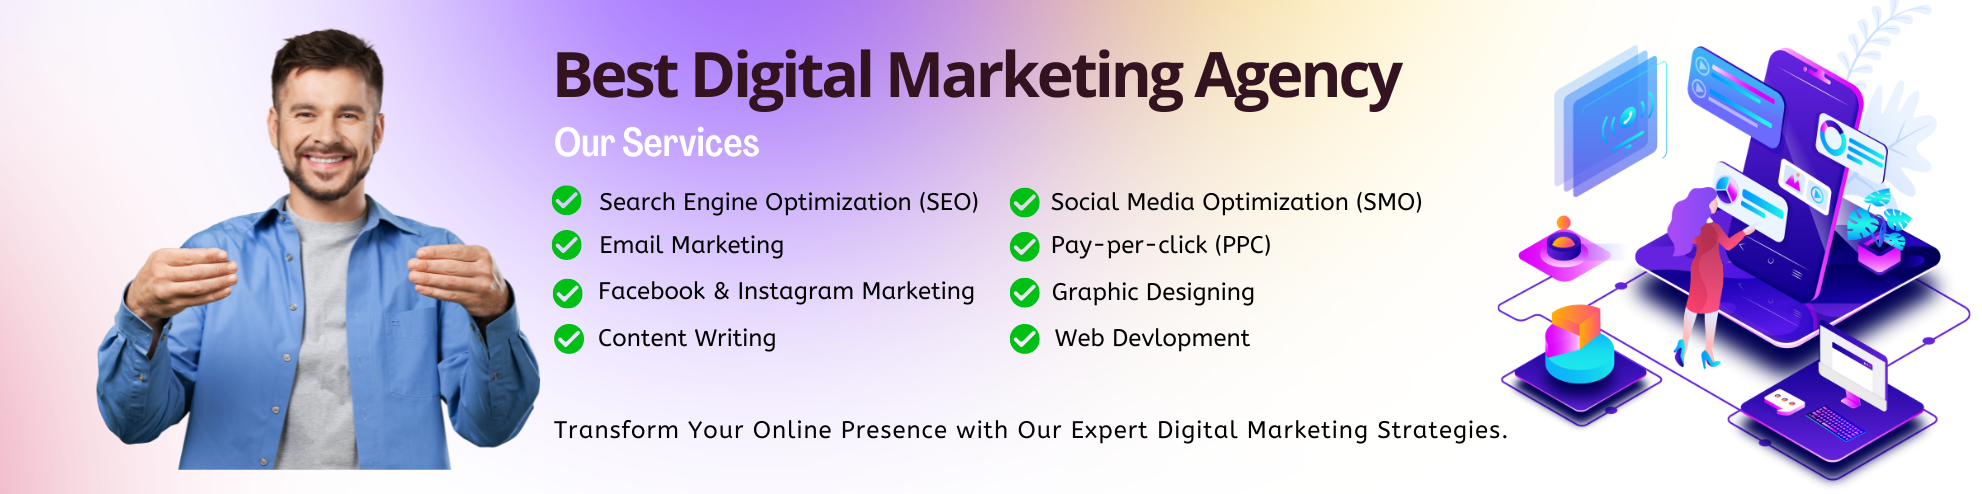 Best Digital Marketing Agency
Our Services
Search Engine Optimization (SEO)
Email Marketing
Facebook & Instagram Marketing
Content Writing
Social Media Optimization (SMO)
Pay-per-click (PPC)
Graphic Designing
Web Devlopment
Transform Your Online Presence with Our Expert Digital Marketing Strategies.